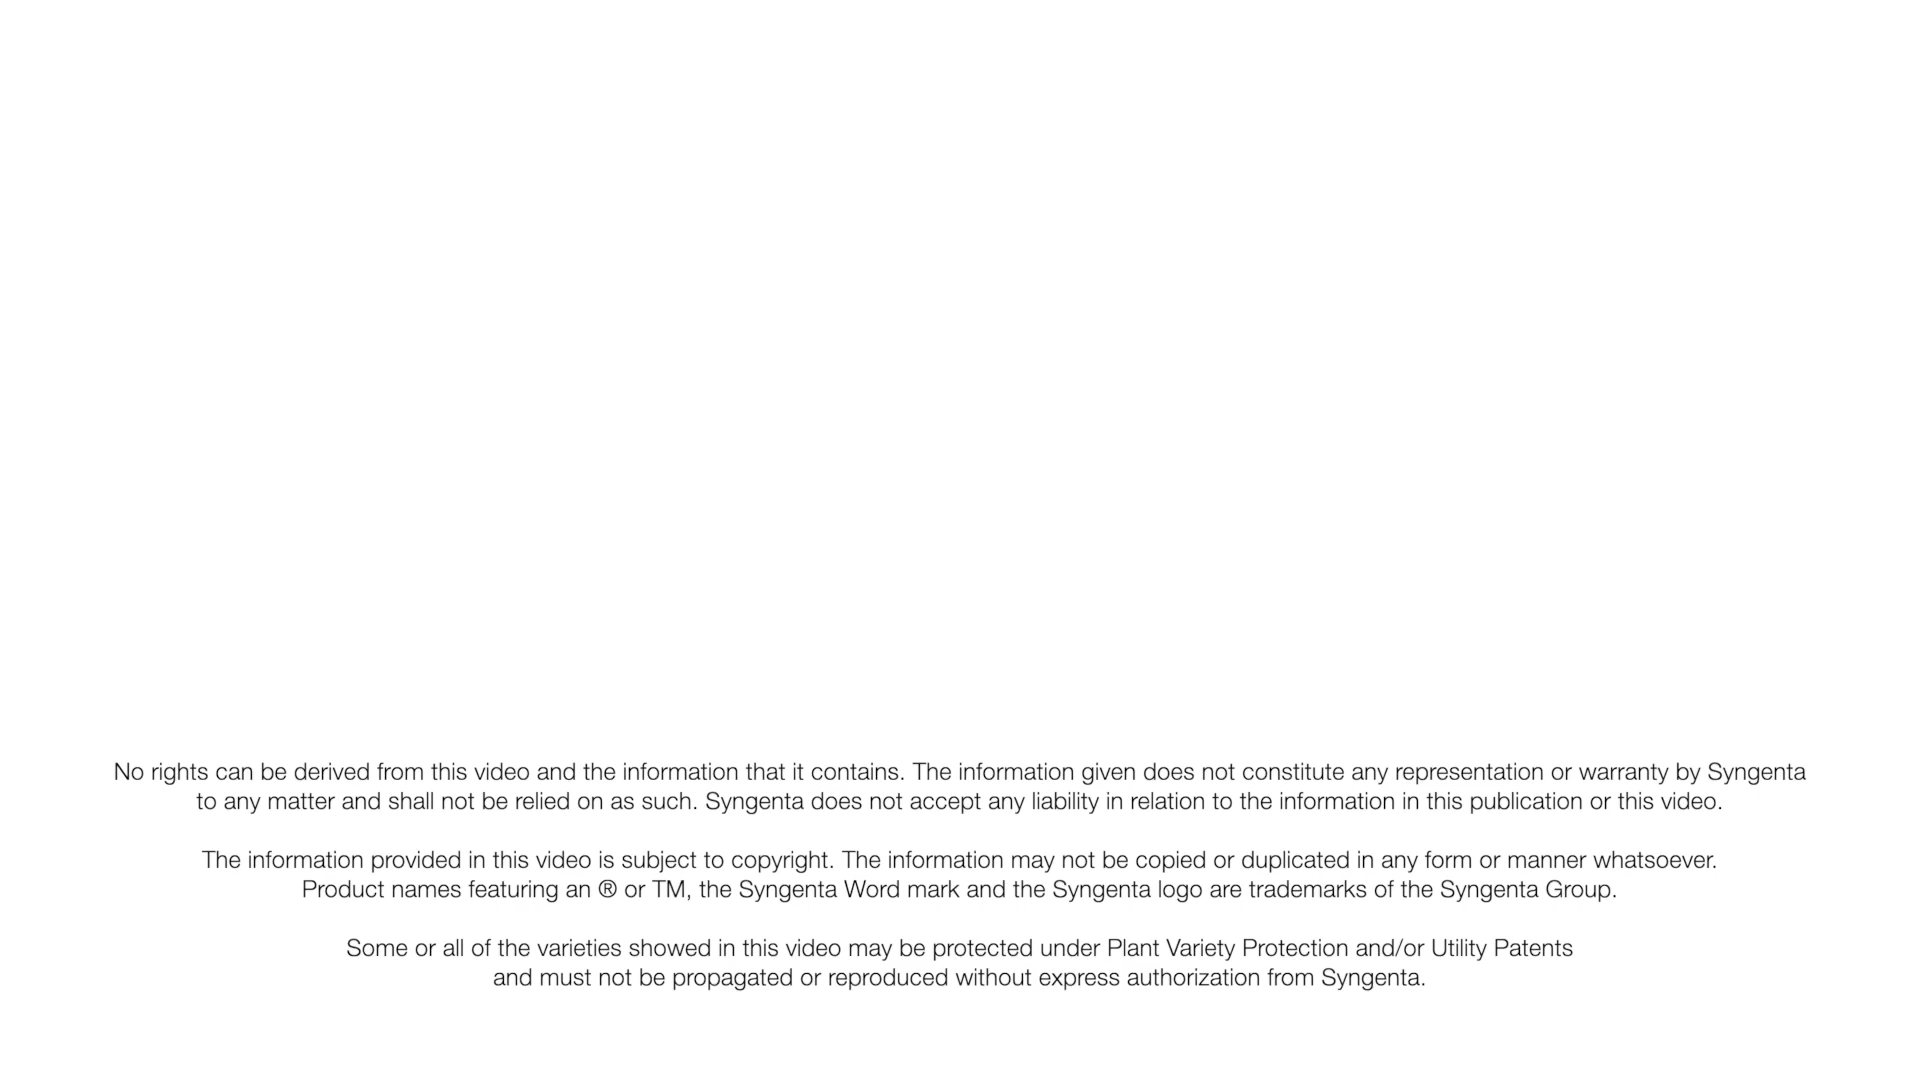 No rights can be derived from this video and the information that it contains. The information given does not constitute any representation or warranty by Syngenta
to any matter and shall not be relied on as such. Syngenta does not accept any liability in relation to the information in this publication or this video.
The information provided in this video is subject to copyright. The information may not be copied or duplicated in any form or manner whatsoever.
Product names featuring an ® or TM, the Syngenta Word mark and the Syngenta logo are trademarks of the Syngenta Group.
Some or all of the varieties showed in this video may be protected under Plant Variety Protection and/or Utility Patents
and must not be propagated or reproduced without express authorization from Syngenta.